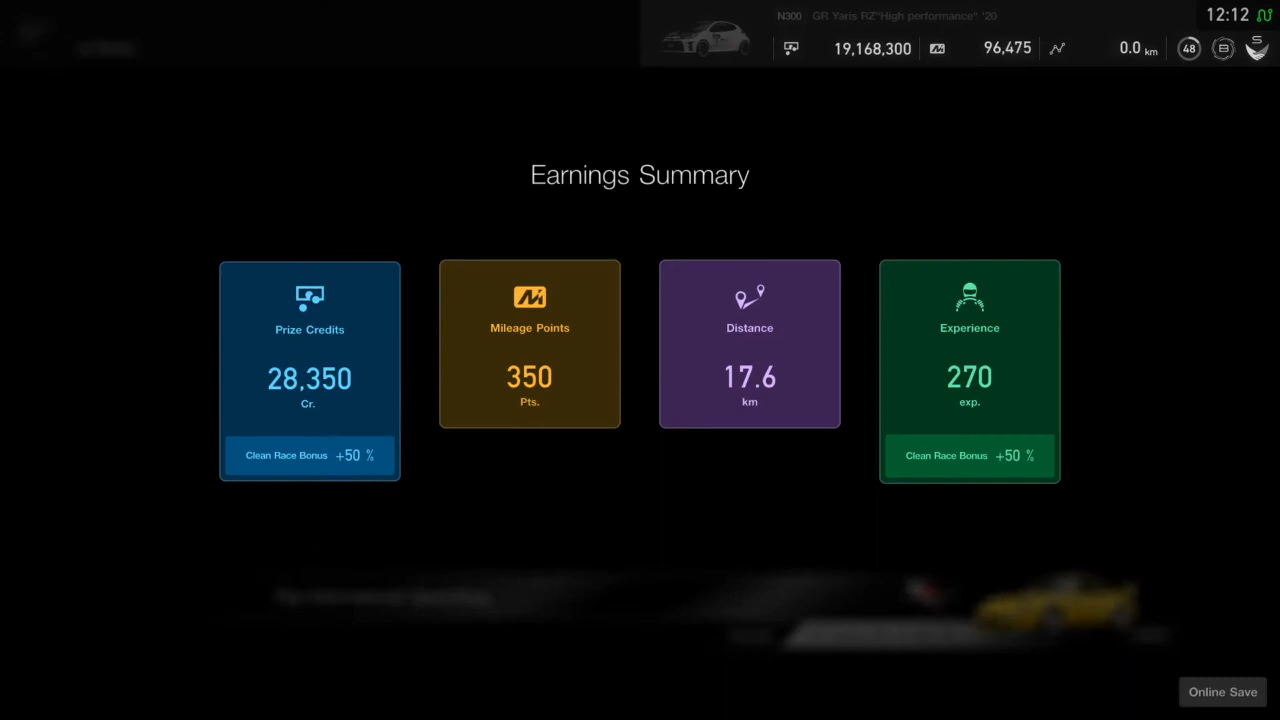 N300 GR Yaris RZ"High performance" '20
12:12
19,168,300 96,475 0.0 km 48 B S
Earnings Summary
Prize Credits
28,350
Cr.
Clean Race Bonus +50 %
Mileage Points
350
Pts.
Distance
17.6
km
Experience
270
exp.
Clean Race Bonus +50 %
Online Save